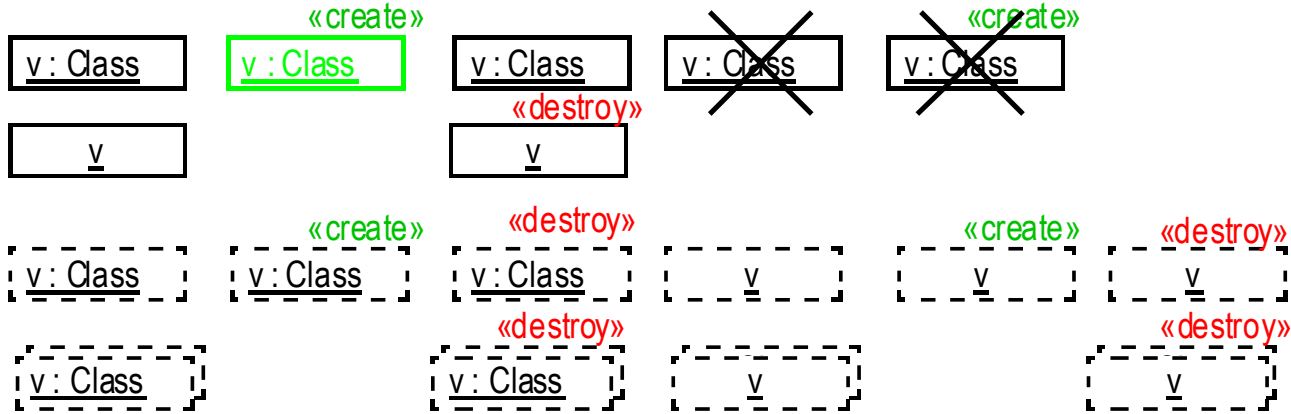 «create» «create»
v : Class v : Class v : Class v : Class v : Class
«destroy»
v v
«create» «destroy» «create» «destroy»
v : Class v : Class v : Class v v v
«destroy» «destroy»
v : Class v : Class v v